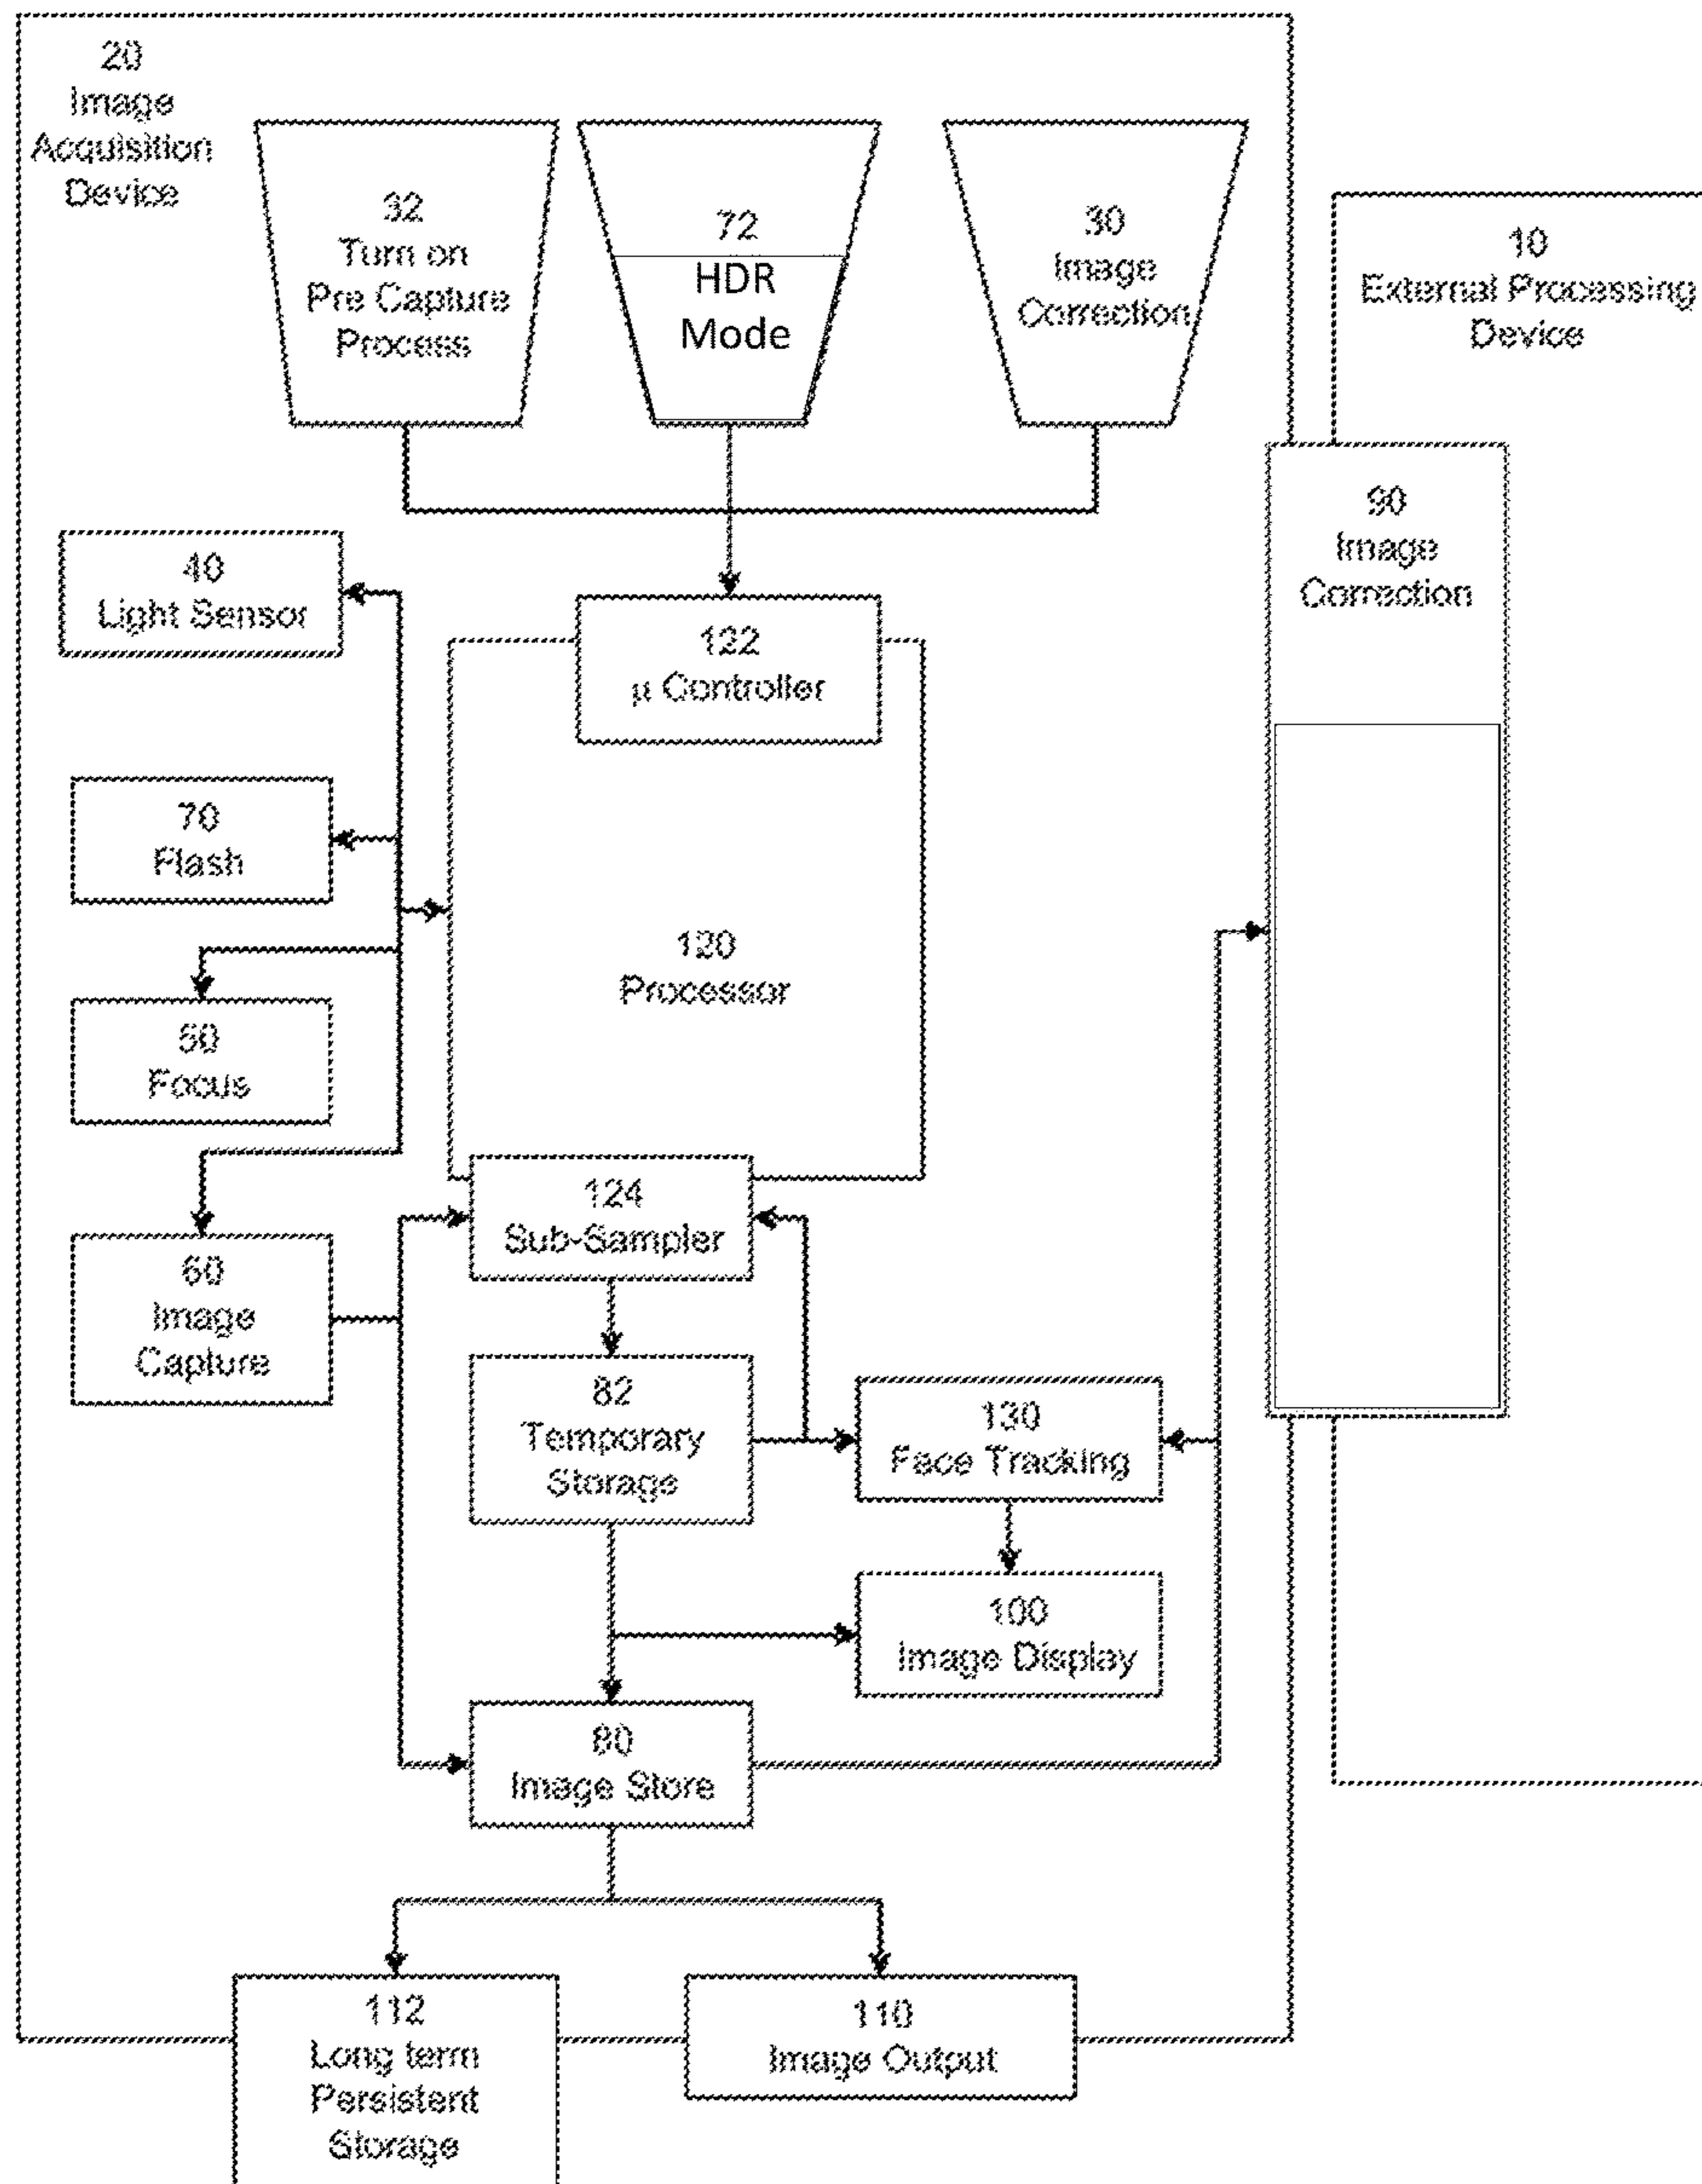 20
Image
Acquisition
Device
32
Turn on
Pre Capture
Process
72
HDR
Mode
30
Image
Correction
10
External Processing
Device
90
Image
Correction
40
Light Sensor
122
µ Controller
70
Flash
120
Processor
50
Focus
124
Sub-Sampler
60
Image
Capture
82
Temporary
Storage
130
Face Tracking
100
Image Display
80
Image Store
112
Long term
Persistent
Storage
110
Image Output